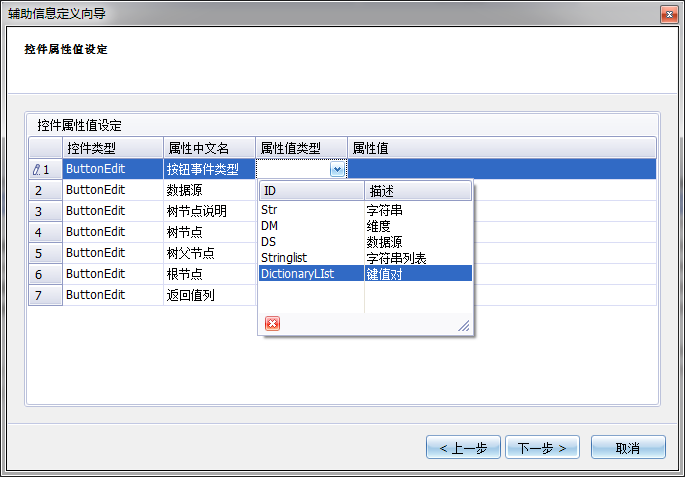 辅助信息定义向导
控件属性值设定
控件属性值设定
控件类型 属性中文名 属性值类型 属性值
1 ButtonEdit 按钮事件类型
2 ButtonEdit 数据源
3 ButtonEdit 树节点说明
4 ButtonEdit 树节点
5 ButtonEdit 树父节点
6 ButtonEdit 根节点
7 ButtonEdit 返回值列
ID 描述
Str 字符串
DM 维度
DS 数据源
Stringlist 字符串列表
DictionaryLIst 键值对
< 上一步 下一步 > 取消